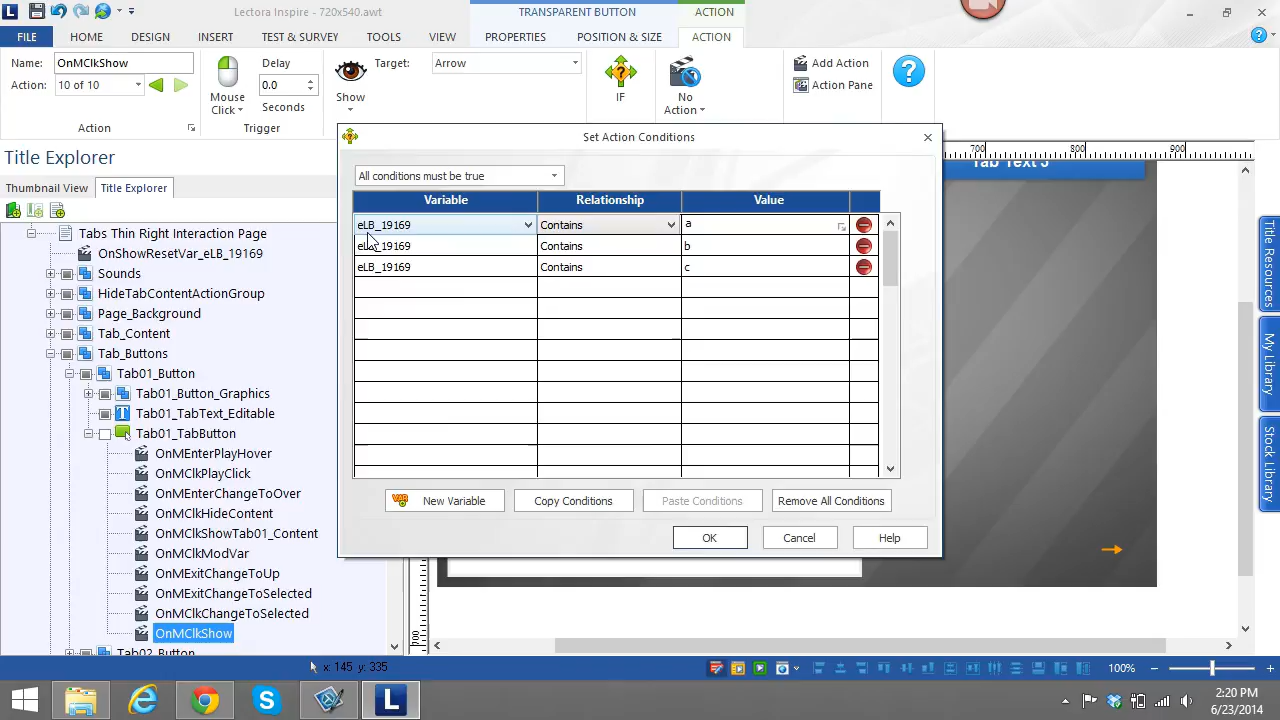 Lectora Inspire - 720x540.awt
TRANSPARENT BUTTON
ACTION
FILE
HOME
DESIGN
INSERT
TEST & SURVEY
TOOLS
VIEW
PROPERTIES
POSITION & SIZE
ACTION
Name:
OnMClkShow
Action:
10 of 10
Action
Mouse
Click
Delay
0.0
Seconds
Trigger
Show
Target:
Arrow
IF
No
Action
Add Action
Action Pane
Title Explorer
Thumbnail View
Title Explorer
Tabs Thin Right Interaction Page
OnShowResetVar_eLB_19169
Sounds
HideTabContentActionGroup
Page_Background
Tab_Content
Tab_Buttons
Tab01_Button
Tab01_Button_Graphics
Tab01_TabText_Editable
Tab01_TabButton
OnMEnterPlayHover
OnMClkPlayClick
OnMEnterChangeToOver
OnMClkHideContent
OnMClkShowTab01_Content
OnMClkModVar
OnMExitChangeToUp
OnMExitChangeToSelected
OnMClkChangeToSelected
OnMClkShow
Tab02_Button
Set Action Conditions
All conditions must be true
Variable Relationship Value
eLB_19169 Contains a
eLB_19169 Contains b
eLB_19169 Contains c
New Variable
Copy Conditions
Paste Conditions
Remove All Conditions
OK
Cancel
Help
700
800
900
700
Title Resources
My Library
Stock Library
x: 145 y: 335
100%
2:20 PM
6/23/2014